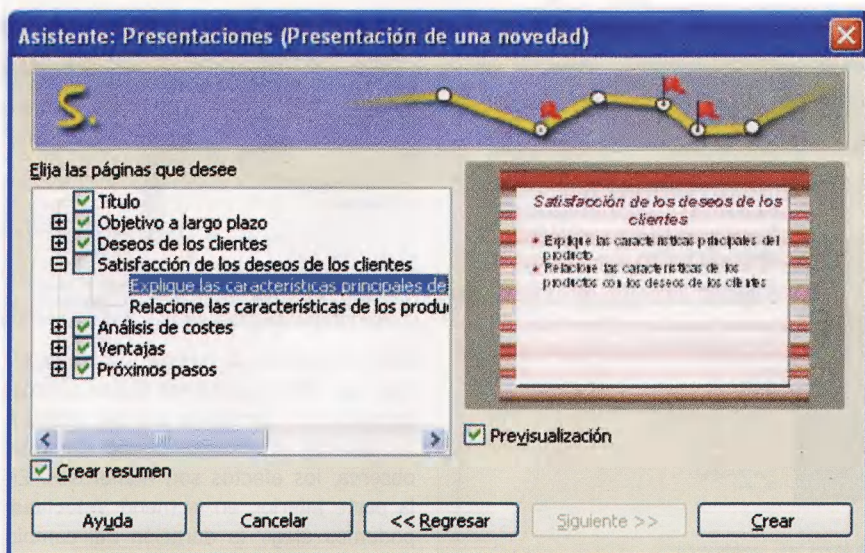 Asistente: Presentaciones (Presentación de una novedad)
5.
Elija las páginas que desee
Título
Objetivo a largo plazo
Deseos de los clientes
Satisfacción de los deseos de los clientes
Explique las características principales de
Relacione las características de los produ
Análisis de costes
Ventajas
Próximos pasos
Crear resumen
Satisfacción de los deseos de los
clientes
Explique las características principales del
producto
Relacione las características de los
productos con los deseos de los clientes
Previsualización
Ayuda
Cancelar
<< Regresar
Siguiente >>
Crear